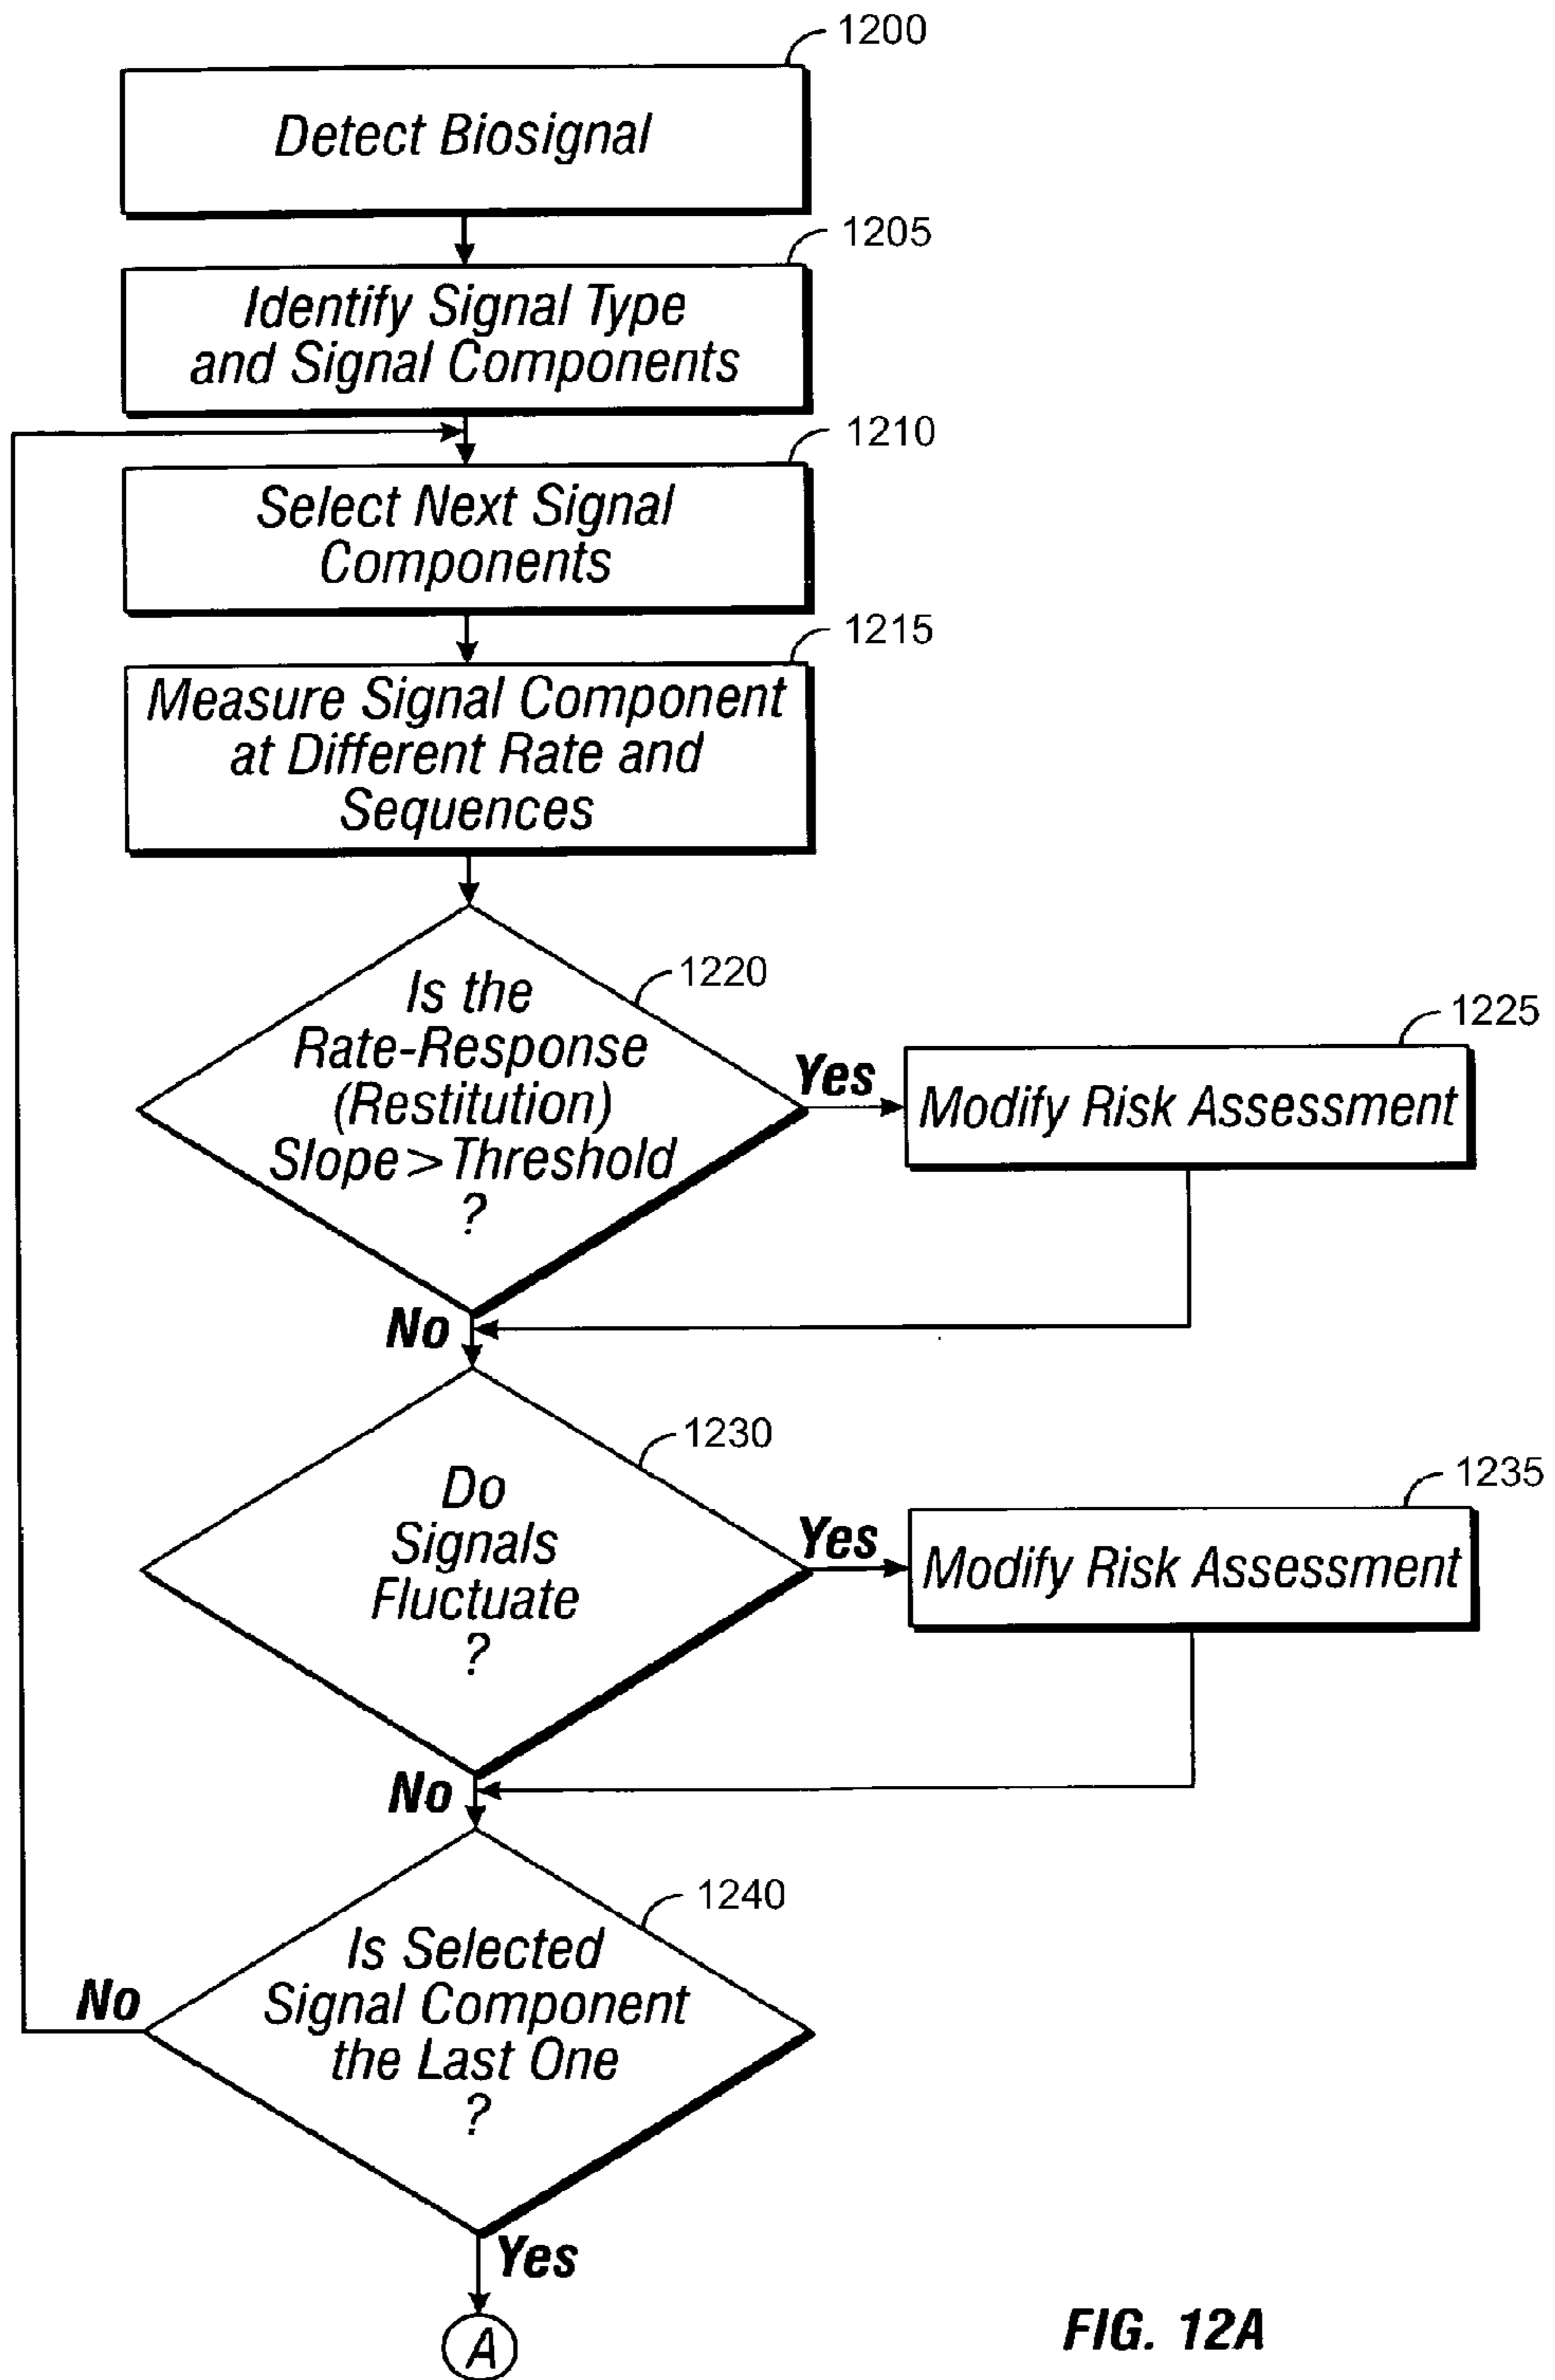 1200
Detect Biosignal
1205
Identify Signal Type
and Signal Components
1210
Select Next Signal
Components
1215
Measure Signal Component
at Different Rate and
Sequences
1220
Is the
Rate-Response
(Restitution)
Slope > Threshold
?
Yes
1225
Modify Risk Assessment
No
1230
Do
Signals
Fluctuate
?
Yes
1235
Modify Risk Assessment
No
1240
Is Selected
Signal Component
the Last One
?
No
Yes
A
FIG. 12A